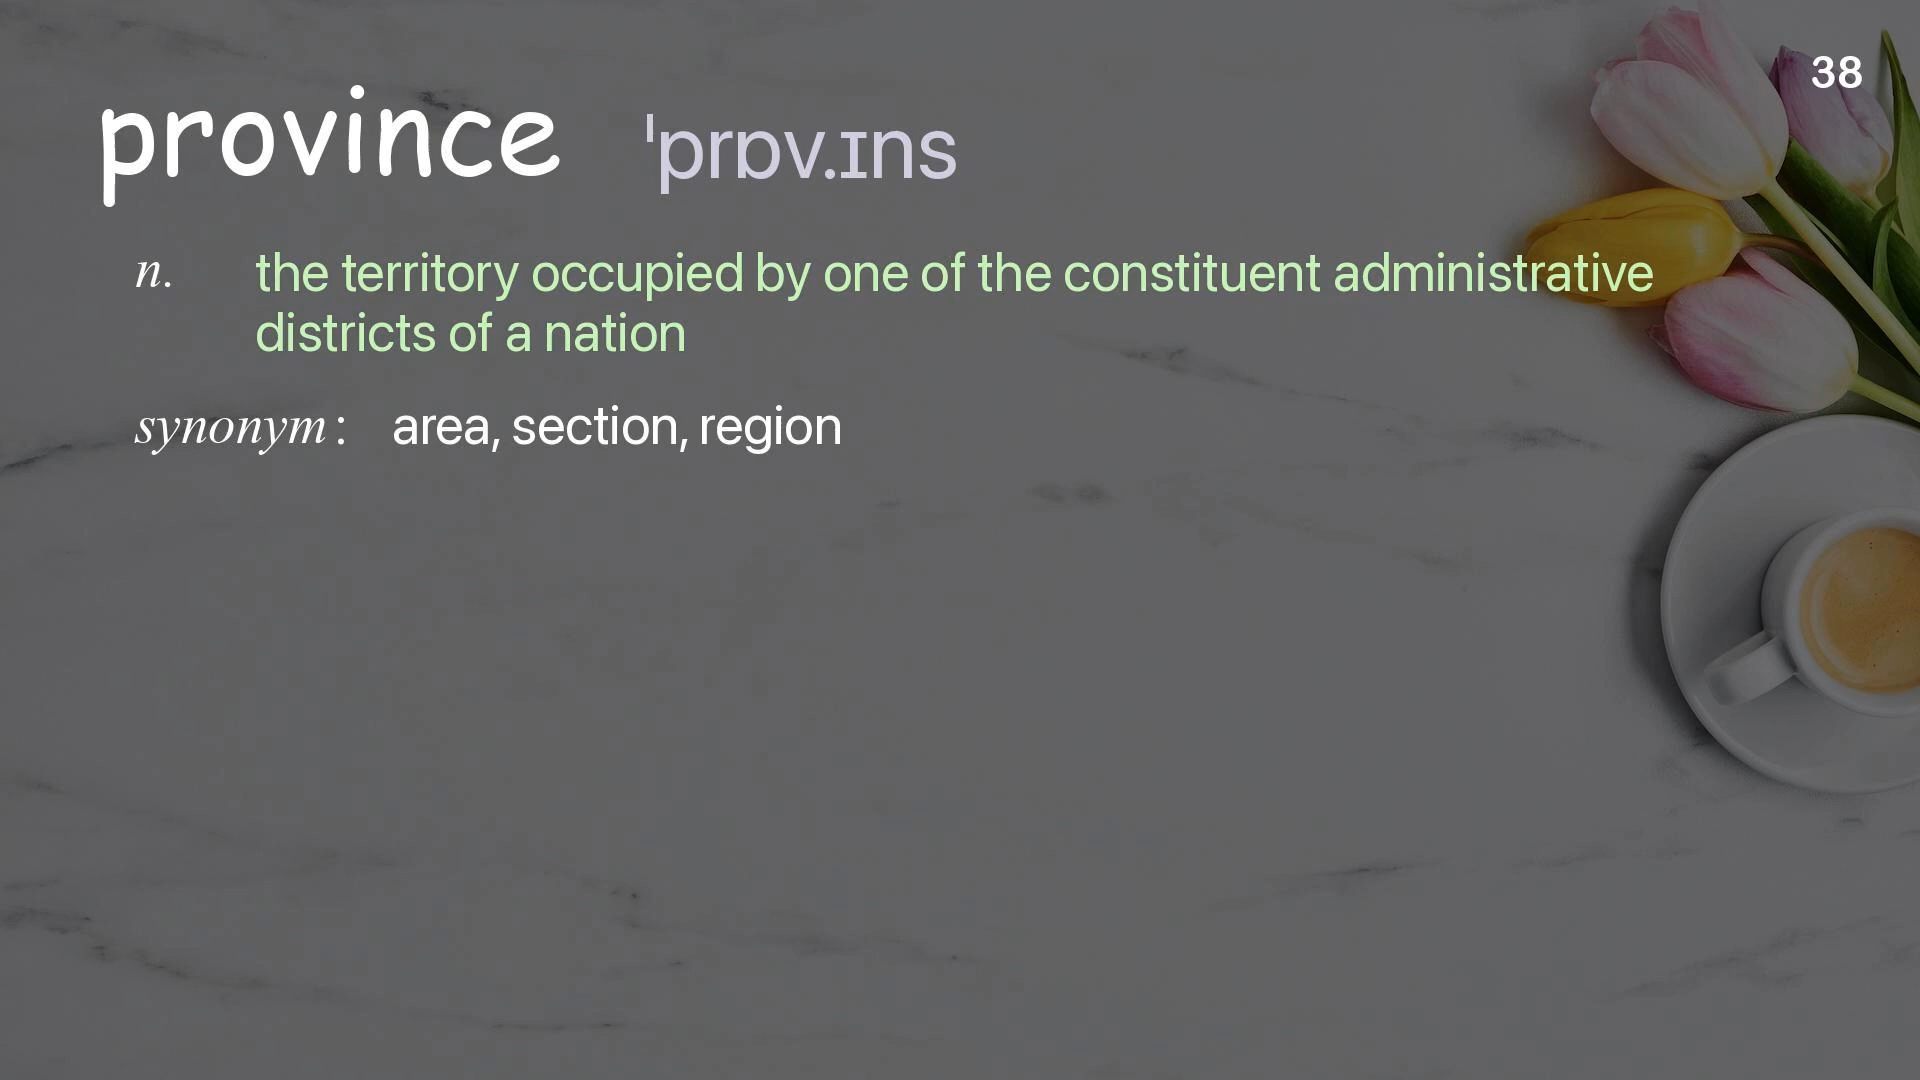 38
province ˈprɒv.ɪns
n. the territory occupied by one of the constituent administrative
districts of a nation
synonym : area, section, region